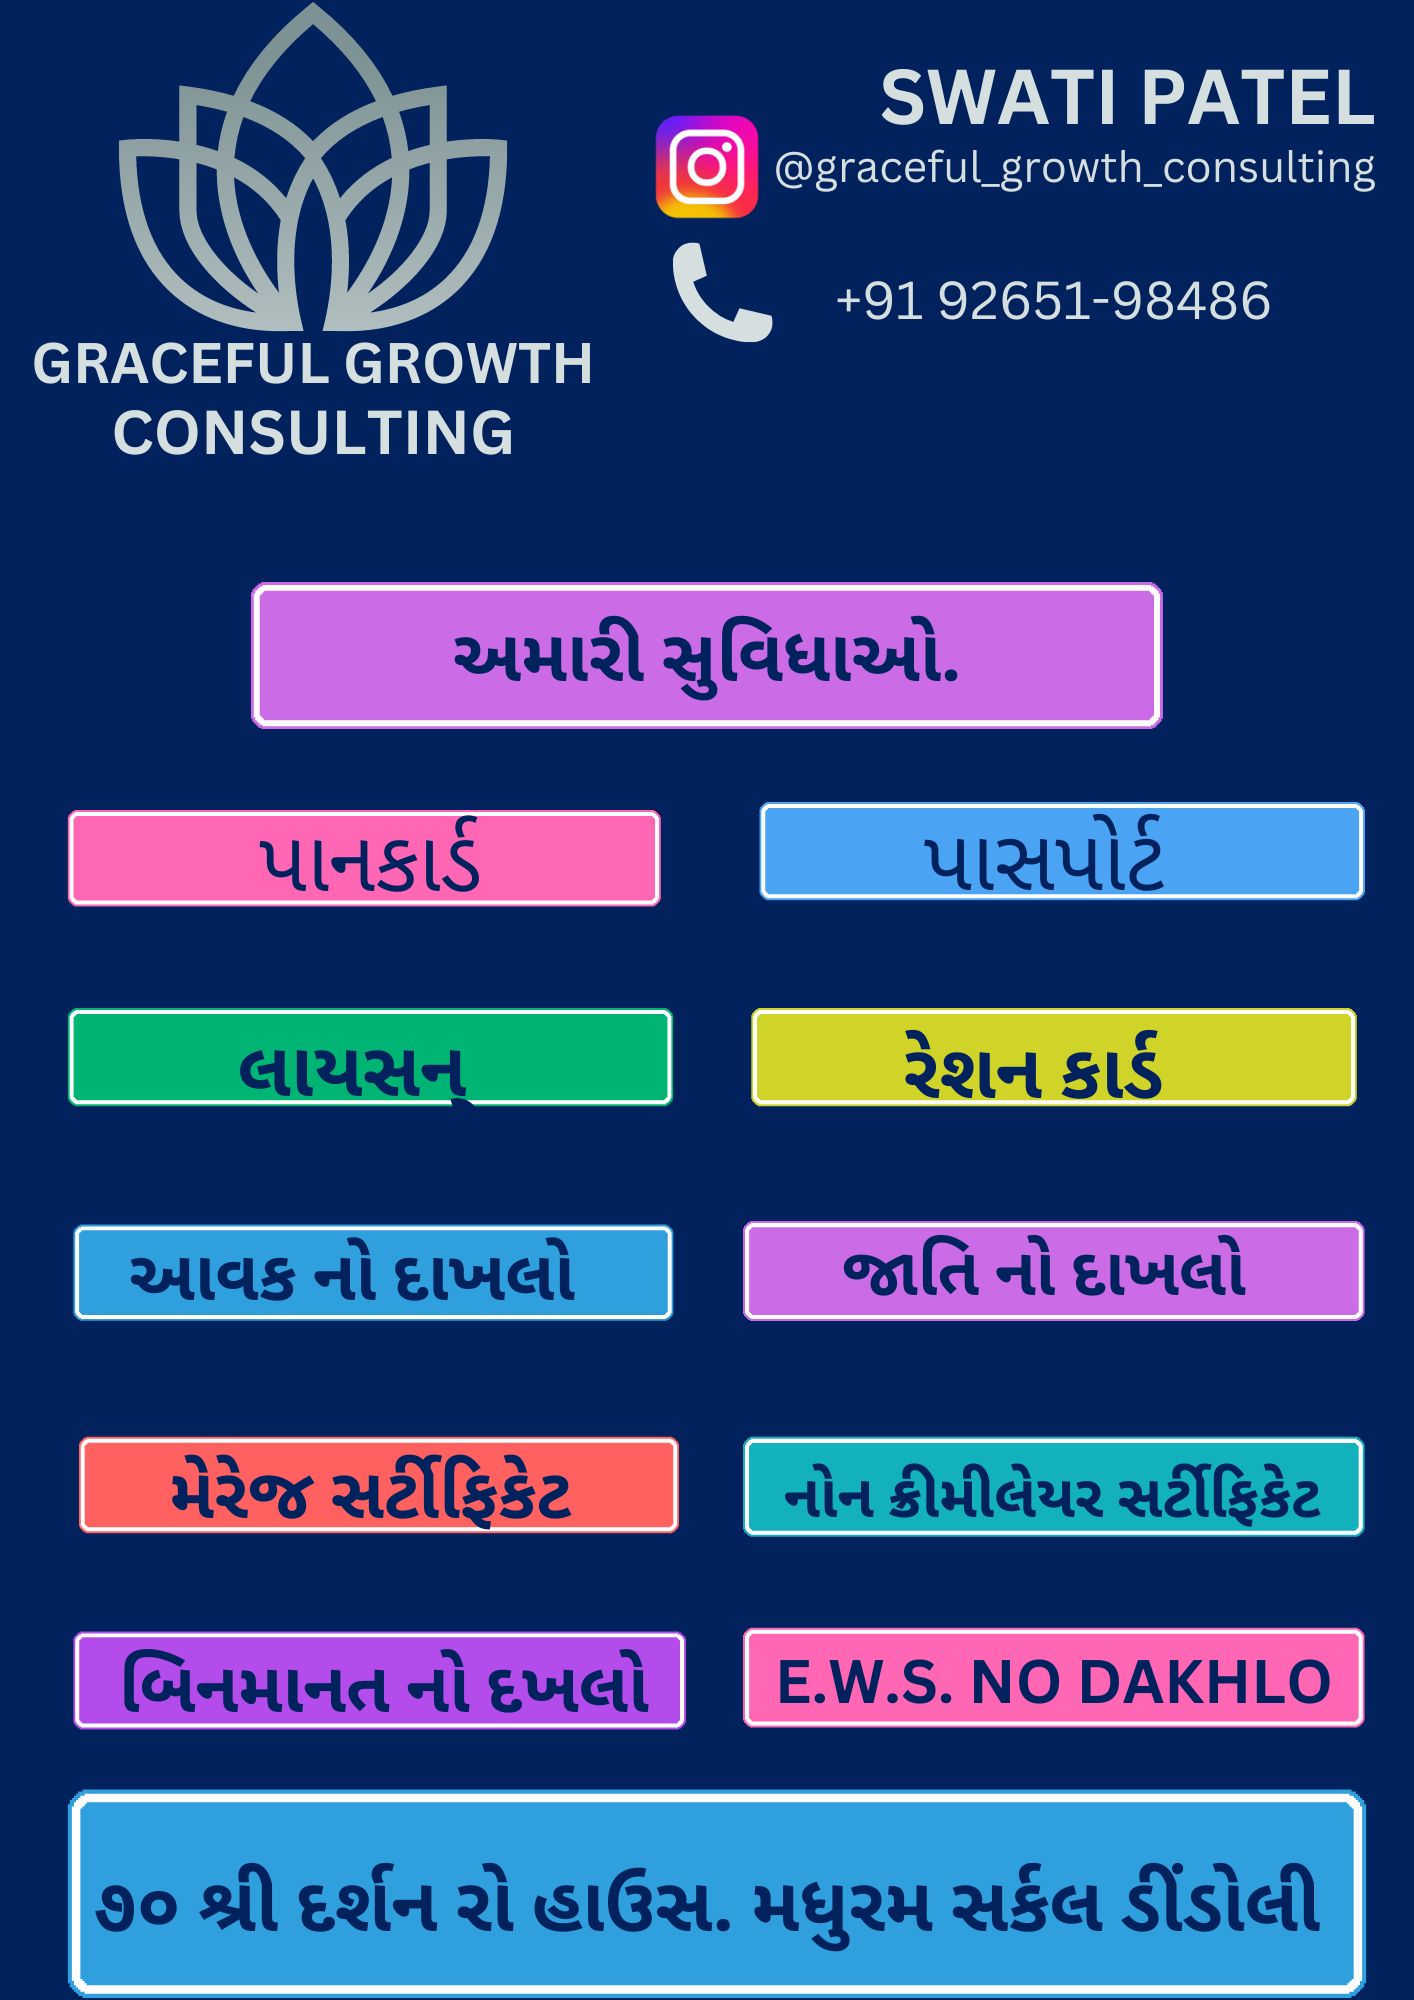 SWATI PATEL
@graceful_growth_consulting
+91 92651-98486
GRACEFUL GROWTH
CONSULTING
અમારી સુવિધાઓ.
પાનકાર્ડ
પાસપોર્ટ
લાયસન્
રેશન કાર્ડ
આવક નો દાખલો
જાતિ નો દાખલો
મેરેજ સર્ટીફિકેટ
નોન ક્રીમીલેયર સર્ટીફિકેટ
બિનમાનત નો દખલો
E.W.S. NO DAKHLO
૭૦ શ્રી દર્શન રો હાઉસ. મધુરમ સર્કલ ડીંડોલી